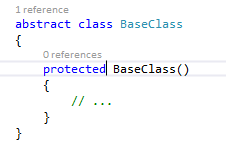 1 reference
abstract class BaseClass
{
0 references
protected BaseClass()
{
// ...
}
}